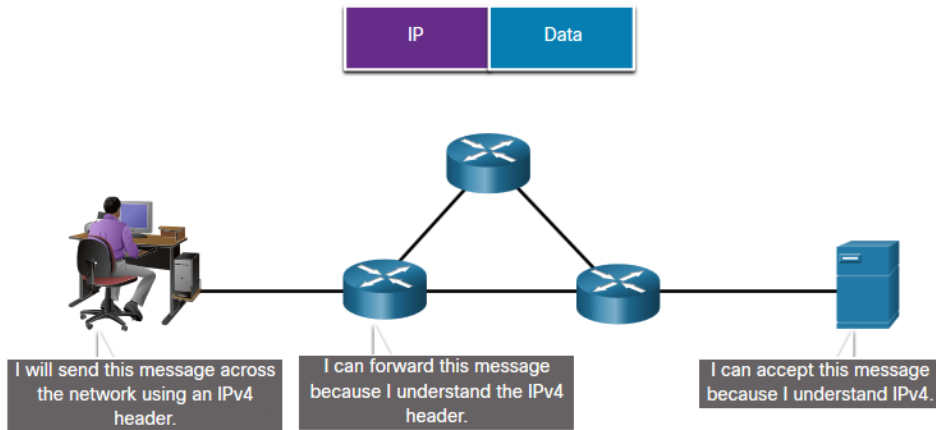 IP
Data
I will send this message across
the network using an IPv4
header.
I can forward this message
because I understand the IPv4
header.
I can accept this message
because I understand IPv4.